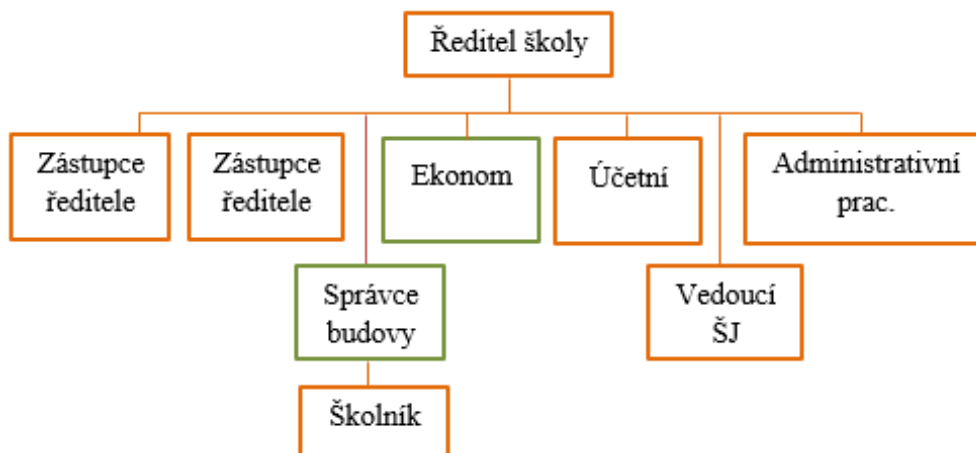 Ředitel školy
Zástupce
ředitele
Zástupce
ředitele
Ekonom
Účetní
Administrativní
prac.
Správce
budovy
Vedoucí
ŠJ
Školník